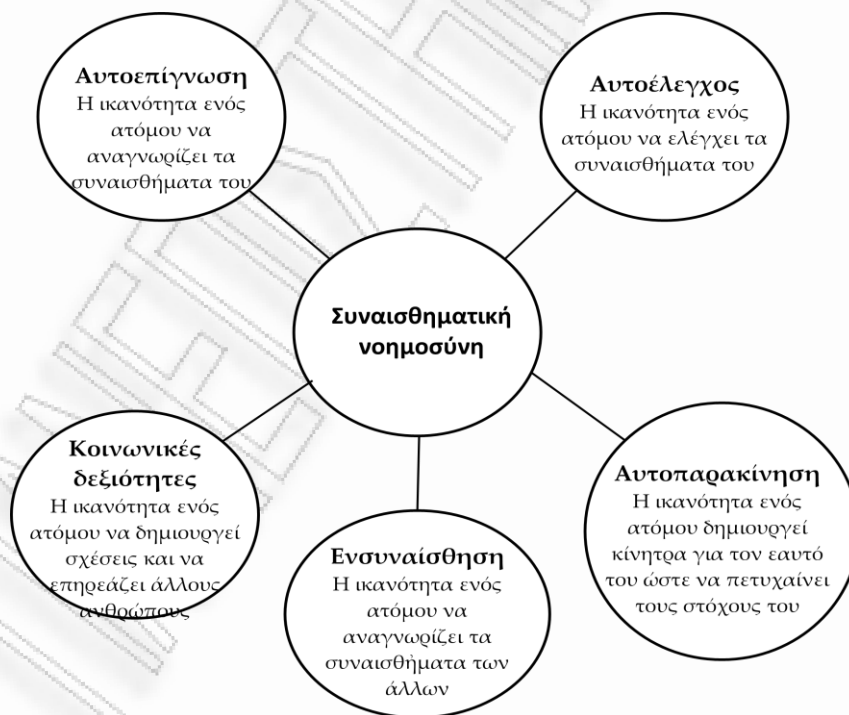 Αυτοεπίγνωση
Η ικανότητα ενός
ατόμου να
αναγνωρίζει τα
συναισθήματα του
Αυτοέλεγχος
Η ικανότητα ενός
ατόμου να ελέγχει τα
συναισθήματα του
Συναισθηματική
νοημοσύνη
Κοινωνικές
δεξιότητες
Η ικανότητα ενός
ατόμου να δημιουργεί
σχέσεις και να
επηρεάζει άλλους
ανθρώπους
Ενσυναίσθηση
Η ικανότητα ενός
ατόμου να
αναγνωρίζει τα
συναισθήματα των
άλλων
Αυτοπαρακίνηση
Η ικανότητα ενός
ατόμου δημιουργεί
κίνητρα για τον εαυτό
του ώστε να πετυχαίνει
τους στόχους του